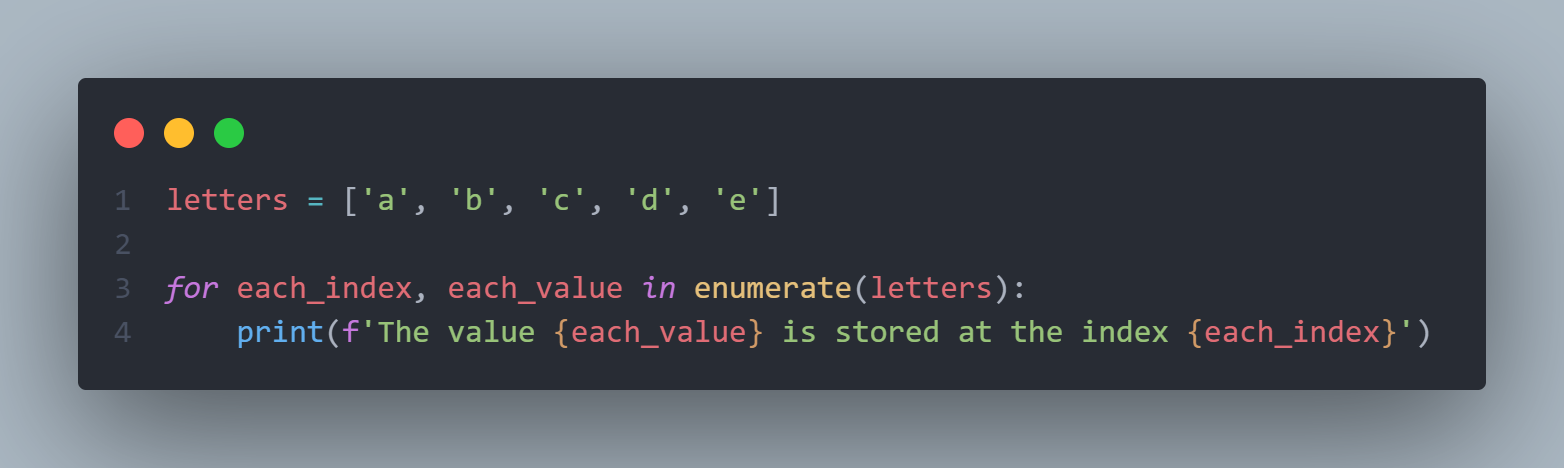 1 letters = ['a', 'b', 'c', 'd', 'e']
2
3 for each_index, each_value in enumerate(letters):
4     print(f'The value {each_value} is stored at the index {each_index}')